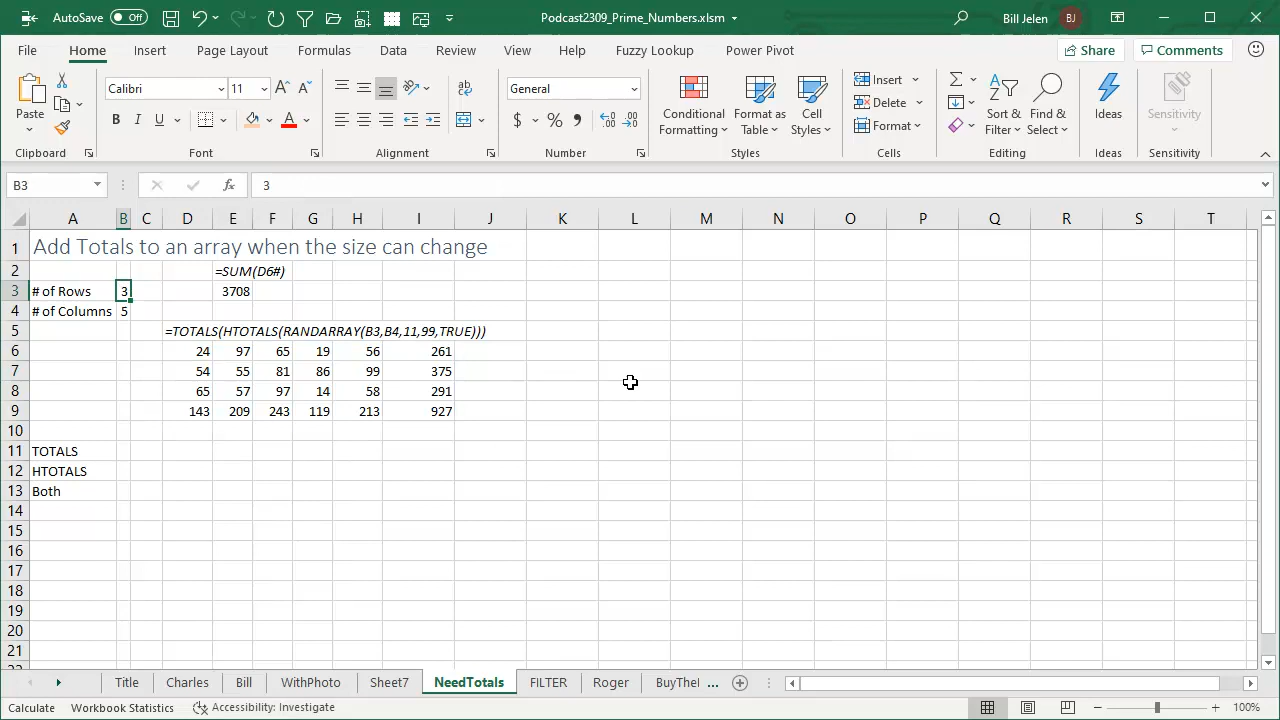 AutoSave Off Podcast2309_Prime_Numbers.xlsm Bill Jelen BJ
File Home Insert Page Layout Formulas Data Review View Help Fuzzy Lookup Power Pivot Share Comments
Calibri 11 General Insert
Paste Conditional Formatting Format as Table Cell Styles Delete Sort & Filter Find & Select Ideas Sensitivity
B I U A $ % Format
Clipboard Font Alignment Number Styles Cells Editing Ideas Sensitivity
B3 fx 3
A B C D E F G H I J K L M N O P Q R S T
1 Add Totals to an array when the size can change
2 =SUM(D6#)
3 # of Rows 3 3708
4 # of Columns 5
5 =TOTALS(HTOTALS(RANDARRAY(B3,B4,11,99,TRUE)))
6 24 97 65 19 56 261
7 54 55 81 86 99 375
8 65 57 97 14 58 291
9 143 209 243 119 213 927
10
11 TOTALS
12 HTOTALS
13 Both
14
15
16
17
18
19
20
21
Title Charles Bill WithPhoto Sheet7 NeedTotals FILTER Roger BuyTheI ...
Calculate Workbook Statistics Accessibility: Investigate 100%